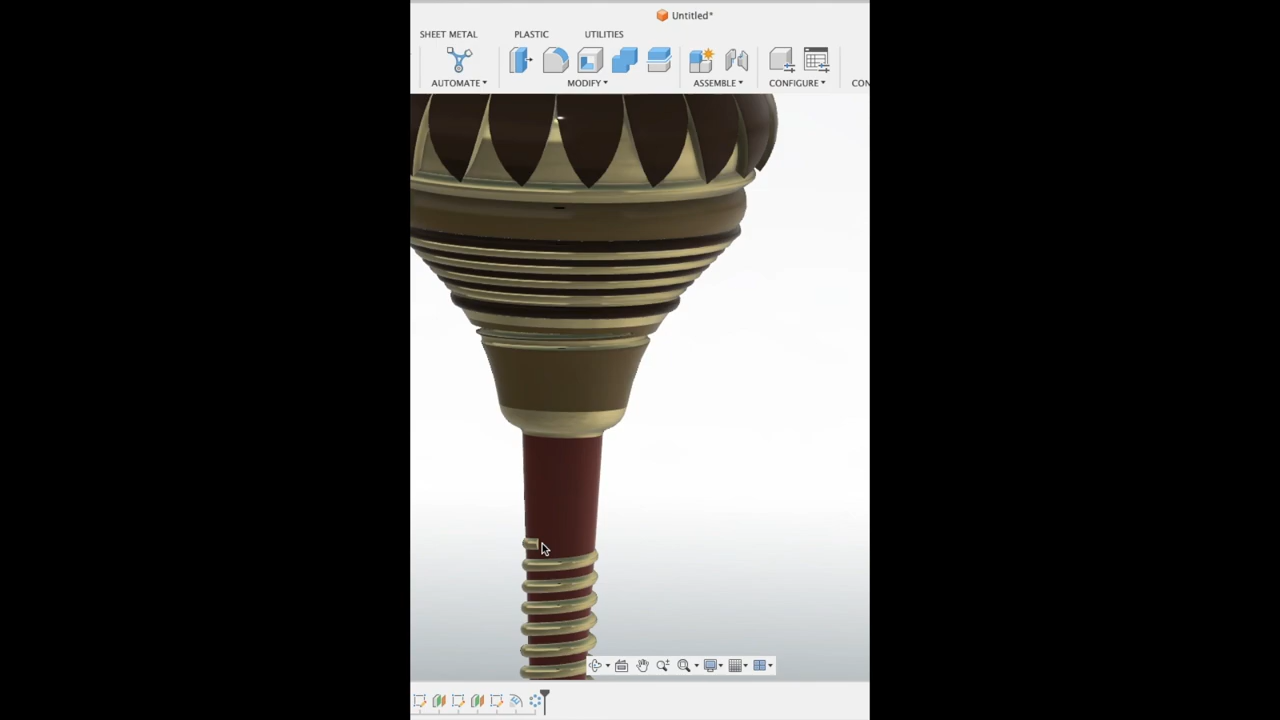 Untitled*
SHEET METAL PLASTIC UTILITIES
AUTOMATE MODIFY ASSEMBLE CONFIGURE CON